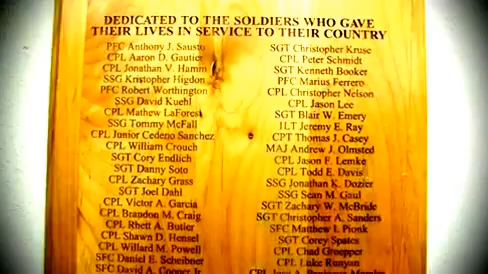 DEDICATED TO THE SOLDIERS WHO GAVE
THEIR LIVES IN SERVICE TO THEIR COUNTRY
PFC Anthony J. Sausto
CPL Aaron D. Gautier
CPL Jonathan V. Hamm
SSG Kristopher Higdon
PFC Robert Worthington
SSG David Kuehl
CPL Mathew LaForest
SSG Tommy McFall
CPL Junior Cedeno Sanchez
CPL William Crouch
SGT Cory Endlich
SGT Danny Soto
CPL Zachary Grass
SGT Joel Dahl
CPL Victor A. Garcia
CPL Brandon M. Craig
CPL Rhett A. Butler
CPL Shawn D. Hensel
CPL Willard M. Powell
SFC Daniel E. Scheibner
SFC David A. Cooper Jr
SGT Christopher Kruse
CPL Peter Schmidt
SGT Kenneth Booker
PFC Marius Ferrero
CPL Christopher Nelson
CPL Jason Lee
SGT Blair W. Emery
1LT Jeremy E. Ray
CPT Thomas J. Casey
MAJ Andrew J. Olmsted
CPL Jason F. Lemke
CPL Todd E. Davis
SSG Jonathan K. Dozier
SSG Sean M. Gaul
SGT Zachary W. McBride
SGT Christopher A. Sanders
SFC Matthew I. Pionk
SGT Corey Spates
CPL Chad Groepper
CPL Luke Runyan